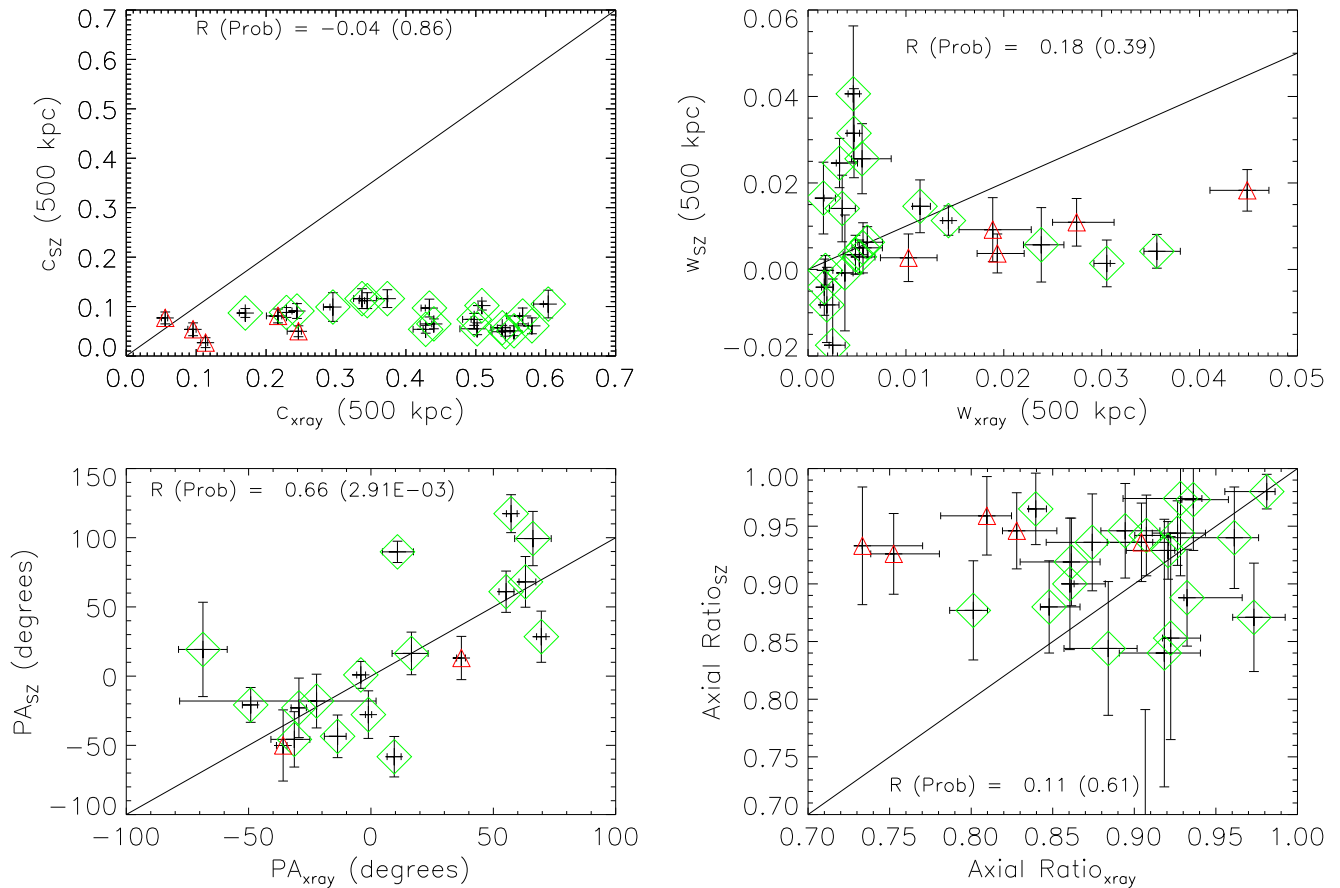 R (Prob) = −0.04 (0.86)
0.7
0.6
0.5
0.4
0.3
0.2
0.1
0.0
c_SZ (500 kpc)
0.0 0.1 0.2 0.3 0.4 0.5 0.6 0.7
c_xray (500 kpc)
R (Prob) = 0.18 (0.39)
0.06
0.04
0.02
0.00
−0.02
w_SZ (500 kpc)
0.00 0.01 0.02 0.03 0.04 0.05
w_xray (500 kpc)
R (Prob) = 0.66 (2.91E−03)
150
100
50
0
−50
−100
PA_SZ (degrees)
−100 −50 0 50 100
PA_xray (degrees)
1.00
0.95
0.90
0.85
0.80
0.75
0.70
Axial Ratio_SZ
R (Prob) = 0.11 (0.61)
0.70 0.75 0.80 0.85 0.90 0.95 1.00
Axial Ratio_xray